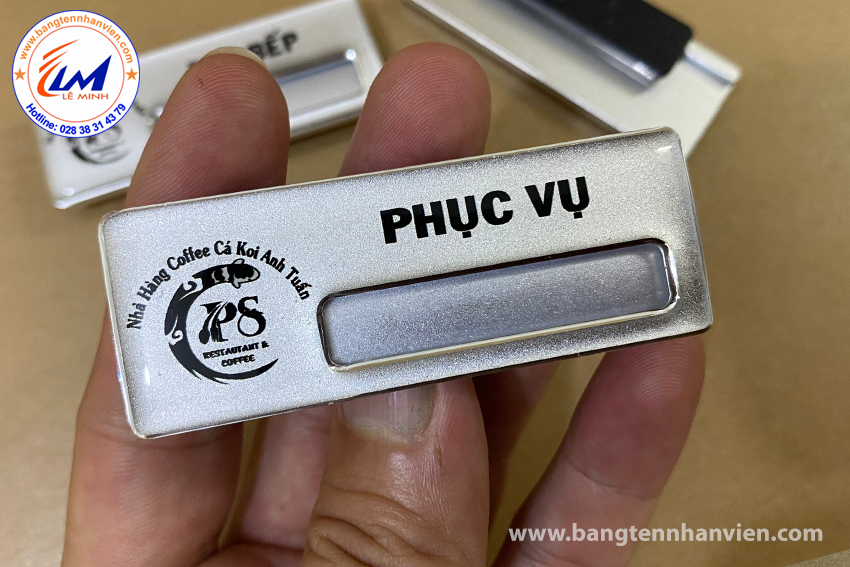 www.bangtennhanvien.com
LM
LÊ MINH
Hotline: 028 38 31 43 79
BẾP
PHỤC VỤ
Nhà Hàng Coffee Cá Koi Anh Tuấn
PS
RESTAUTANT &
COFFEE
www.bangtennhanvien.com